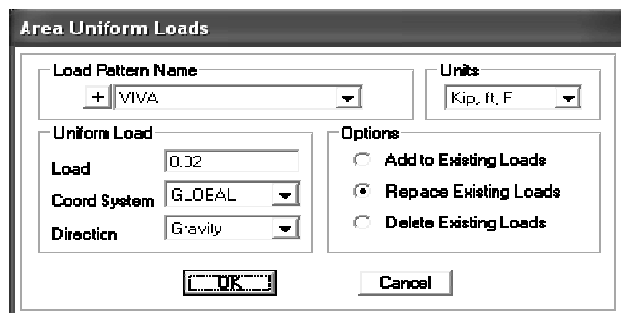 Area Uniform Loads
Load Pattern Name
+ VIVA
Units
Kip, ft, F
Uniform Load
Load 0.02
Coord System GLOBAL
Direction Gravity
Options
Add to Existing Loads
Replace Existing Loads
Delete Existing Loads
OK
Cancel